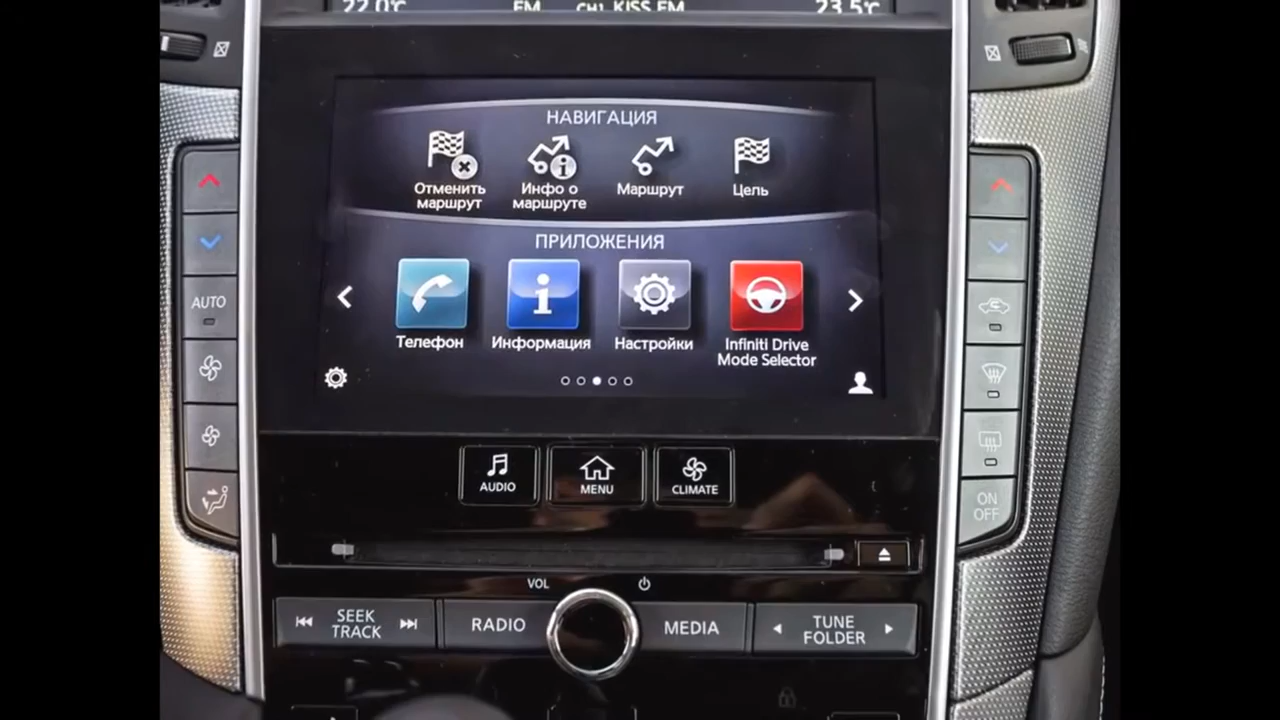 22.0°C FM CH1 KISS FM 23.5°C
НАВИГАЦИЯ
Отменить маршрут
Инфо о маршруте
Маршрут
Цель
ПРИЛОЖЕНИЯ
Телефон
Информация
Настройки
Infiniti Drive Mode Selector
AUTO
AUDIO
MENU
CLIMATE
ON
OFF
VOL
SEEK
TRACK
RADIO
MEDIA
TUNE
FOLDER